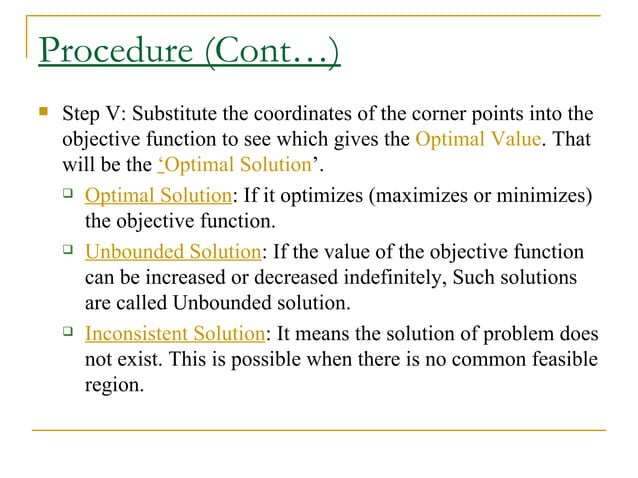 Procedure (Cont…)
Step V: Substitute the coordinates of the corner points into the
objective function to see which gives the Optimal Value. That
will be the ‘Optimal Solution’.
Optimal Solution: If it optimizes (maximizes or minimizes)
the objective function.
Unbounded Solution: If the value of the objective function
can be increased or decreased indefinitely, Such solutions
are called Unbounded solution.
Inconsistent Solution: It means the solution of problem does
not exist. This is possible when there is no common feasible
region.